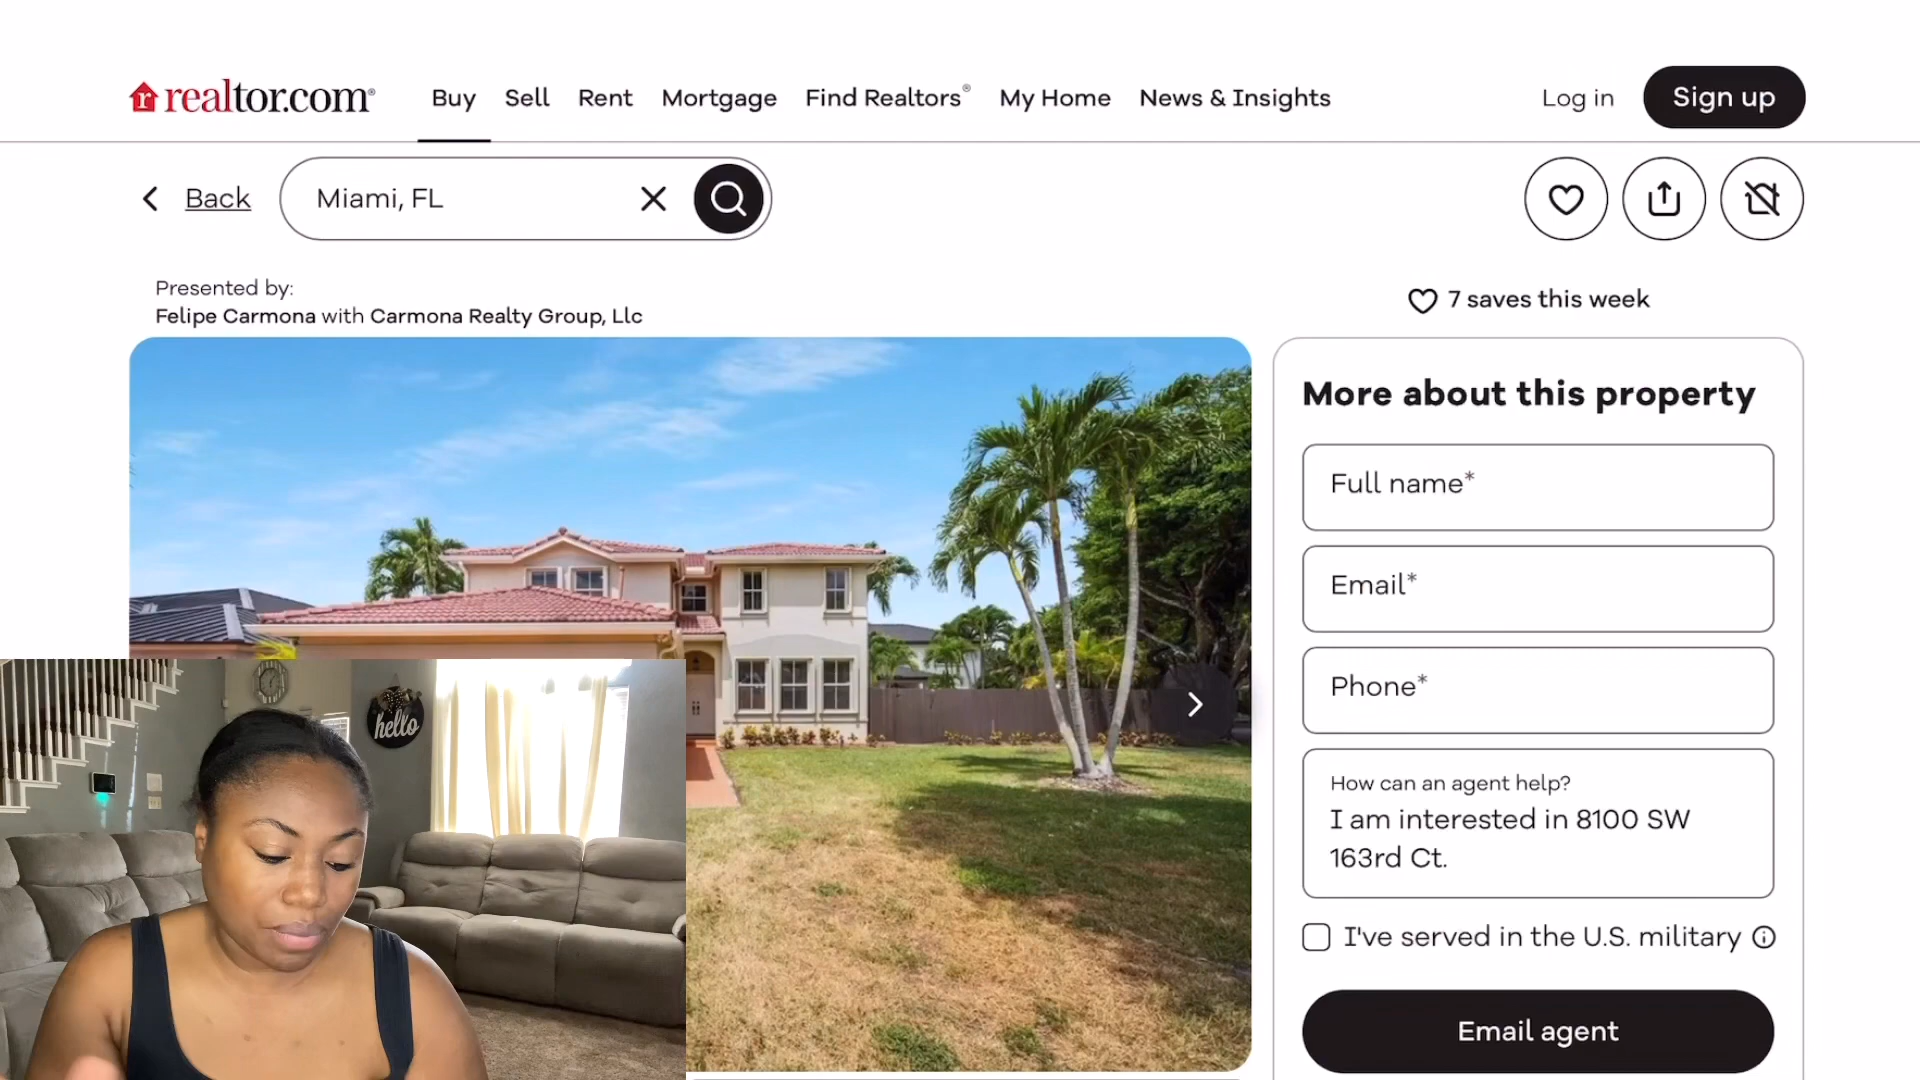 realtor.com®
Buy Sell Rent Mortgage Find Realtors® My Home News & Insights
Log in
Sign up
Back
Miami, FL
Presented by:
Felipe Carmona with Carmona Realty Group, Llc
7 saves this week
More about this property
Full name*
Email*
Phone*
How can an agent help?
I am interested in 8100 SW
163rd Ct.
I've served in the U.S. military
Email agent
hello